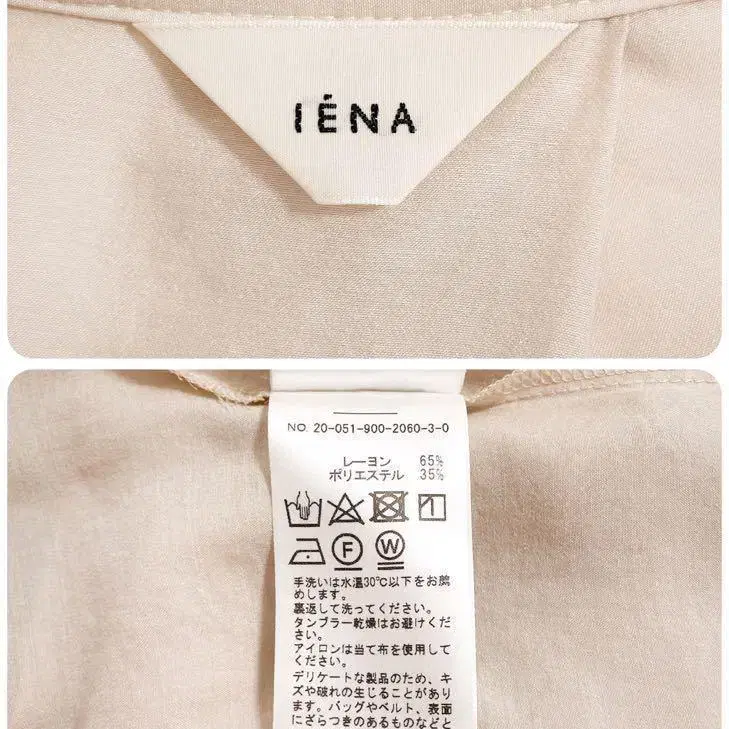 IÉNA
NO. 20-051-900-2060-3-0
レーヨン 65%
ポリエステル 35%
F W
手洗いは水温30℃以下をお薦
めします。
裏返して洗ってください。
タンブラー乾燥はお避けくださ
い。
アイロンは当て布を使用して
ください。
デリケートな製品のため、キ
ズや破れの生じることがあり
ます。バッグやベルト、表面
にざらつきのあるものなどと